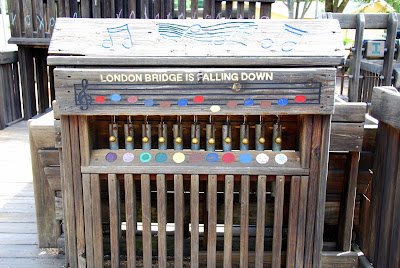 LONDON BRIDGE IS FALLING DOWN